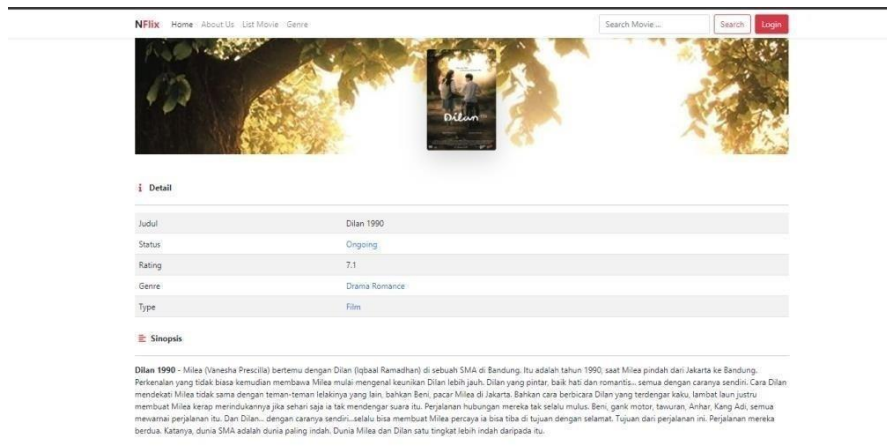 NFlix Home About Us List Movie Genre Search Movie ... Search Login
Dilan
Detail
Judul Dilan 1990
Status Ongoing
Rating 7.1
Genre Drama Romance
Type Film
Sinopsis
Dilan 1990 - Milea (Vanesha Prescilla) bertemu dengan Dilan (Iqbaal Ramadhan) di sebuah SMA di Bandung. Itu adalah tahun 1990, saat Milea pindah dari Jakarta ke Bandung.
Perkenalan yang tidak biasa kemudian membawa Milea mulai mengenal keunikan Dilan lebih jauh. Dilan yang pintar, baik hati dan romantis... semua dengan caranya sendiri. Cara Dilan
mendekati Milea tidak sama dengan teman-teman lelakinya yang lain, bahkan Beni, pacar Milea di Jakarta. Bahkan cara berbicara Dilan yang terdengar kaku, lambat laun justru
membuat Milea kerap merindukannya jika sehari saja ia tak mendengar suara itu. Perjalanan hubungan mereka tak selalu mulus. Beni, gank motor, tawuran, Anhar, Kang Adi, semua
mewarnai perjalanan itu. Dan Dilan... dengan caranya sendiri...selalu bisa membuat Milea percaya ia bisa tiba di tujuan dengan selamat. Tujuan dari perjalanan ini. Perjalanan mereka
berdua. Katanya, dunia SMA adalah dunia paling indah. Dunia Milea dan Dilan satu tingkat lebih indah daripada itu.